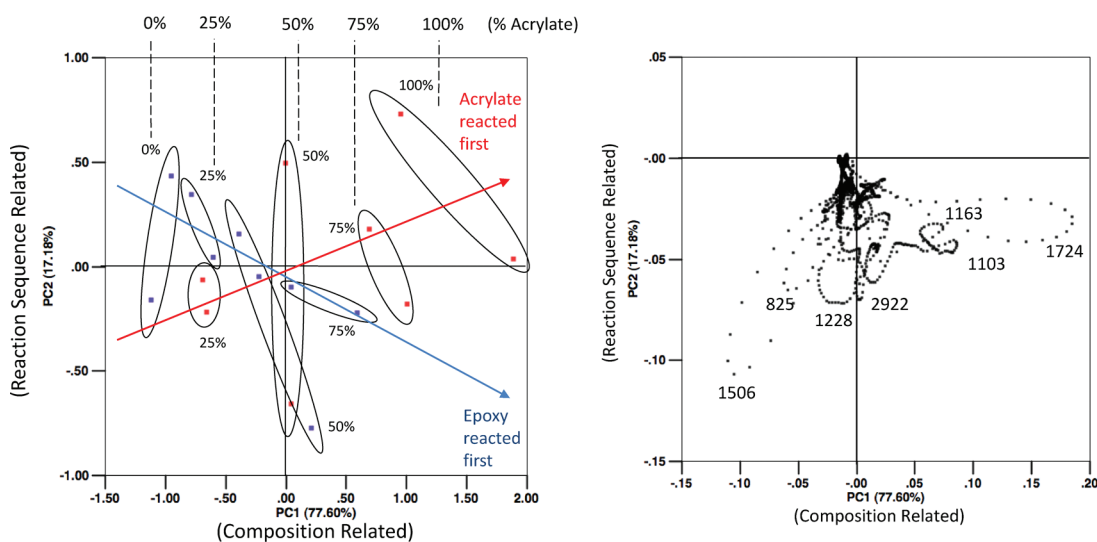 0% 25% 50% 75% 100% (% Acrylate)
1.00
.50
.00
-.50
-1.00
PC2 (17.18%)
(Reaction Sequence Related)
100%
Acrylate
reacted
first
0%
25%
50%
75%
25%
75%
50%
Epoxy
reacted
first
-1.50 -1.00 -.50 .00 .50 1.00 1.50 2.00
PC1 (77.60%)
(Composition Related)
.05
-.00
-.05
-.10
-.15
PC2 (17.18%)
(Reaction Sequence Related)
1163
1724
1103
825
1228
2922
1506
-.15 -.10 -.05 -.00 .05 .10 .15 .20
PC1 (77.60%)
(Composition Related)